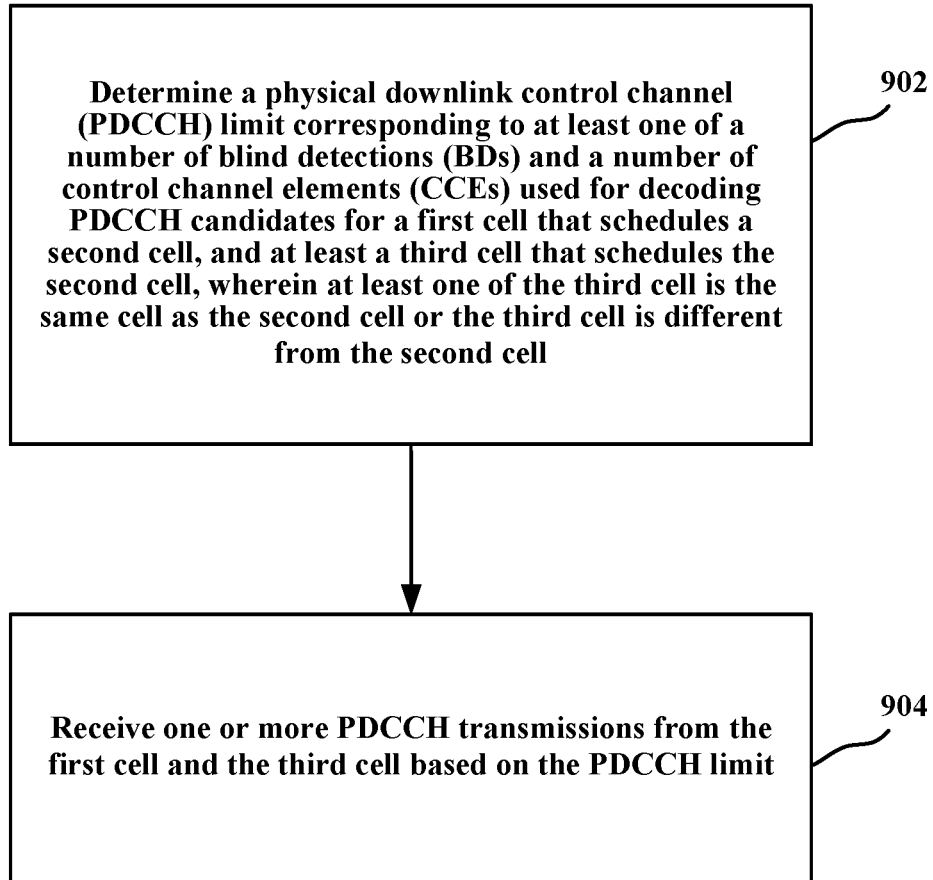 Determine a physical downlink control channel
(PDCCH) limit corresponding to at least one of a
number of blind detections (BDs) and a number of
control channel elements (CCEs) used for decoding
PDCCH candidates for a first cell that schedules a
second cell, and at least a third cell that schedules the
second cell, wherein at least one of the third cell is the
same cell as the second cell or the third cell is different
from the second cell
902
Receive one or more PDCCH transmissions from the
first cell and the third cell based on the PDCCH limit
904